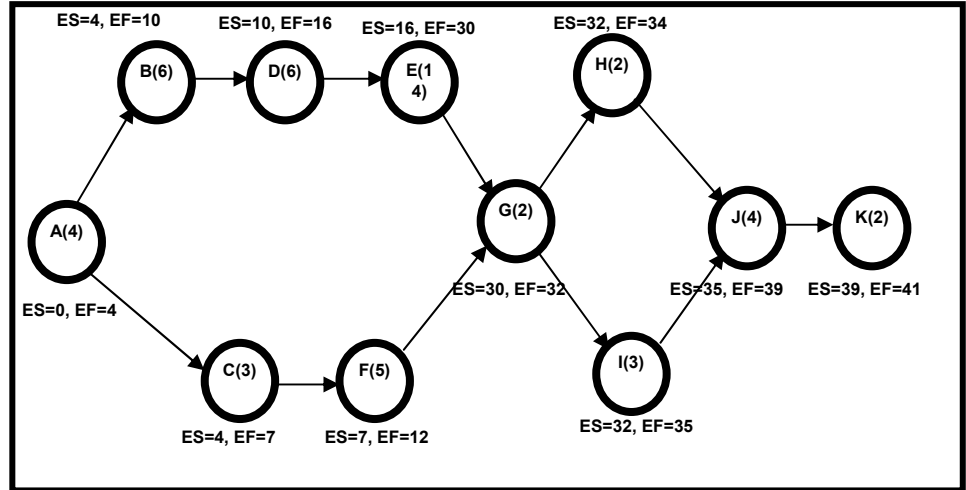 ES=4, EF=10
ES=10, EF=16
ES=16, EF=30
ES=32, EF=34
B(6)
D(6)
E(1
4)
H(2)
A(4)
G(2)
J(4)
K(2)
ES=0, EF=4
ES=30, EF=32
ES=35, EF=39
ES=39, EF=41
C(3)
F(5)
I(3)
ES=4, EF=7
ES=7, EF=12
ES=32, EF=35